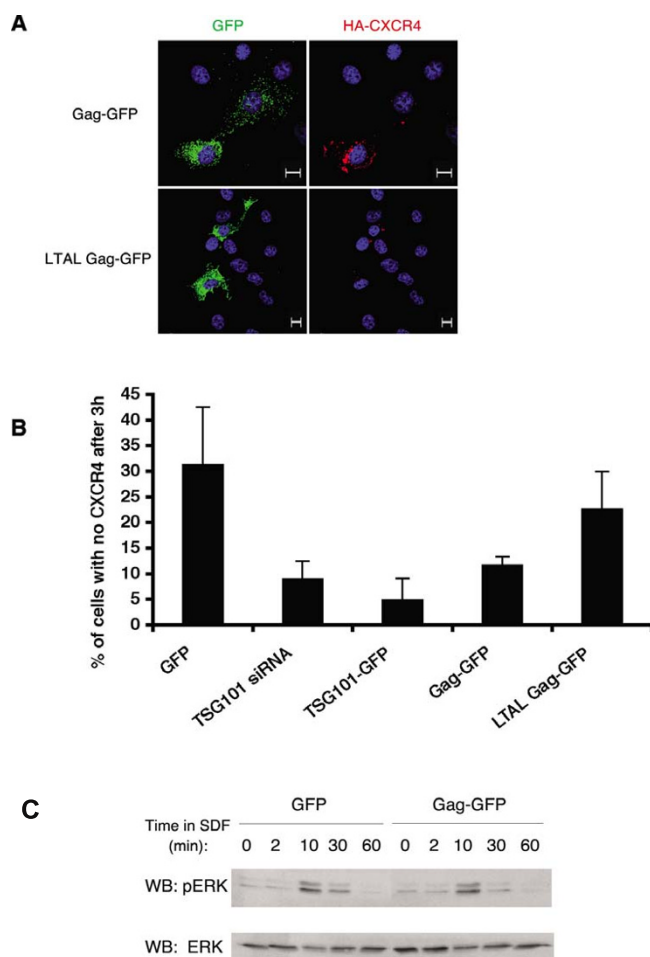 A
GFP HA-CXCR4
Gag-GFP
LTAL Gag-GFP
B
% of cells with no CXCR4 after 3h
45
40
35
30
25
20
15
10
5
0
GFP
TSG101 siRNA
TSG101-GFP
Gag-GFP
LTAL Gag-GFP
C
GFP Gag-GFP
Time in SDF
(min): 0 2 10 30 60 0 2 10 30 60
WB: pERK
WB: ERK